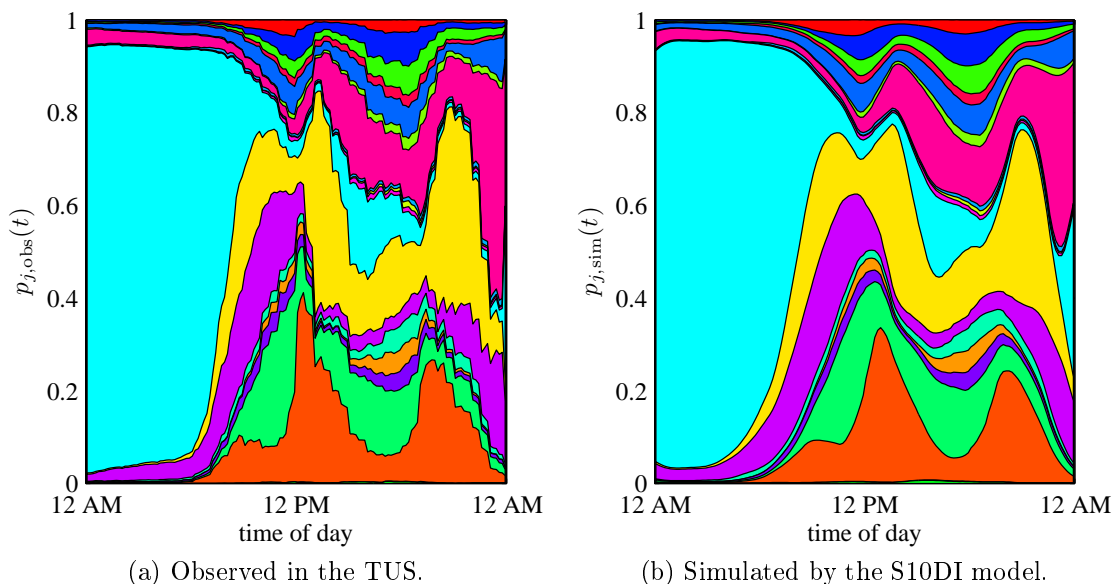 1
0.8
0.6
0.4
0.2
0
p_{j,obs}(t)
12 AM
12 PM
12 AM
time of day
(a) Observed in the TUS.
1
0.8
0.6
0.4
0.2
0
p_{j,sim}(t)
12 AM
12 PM
12 AM
time of day
(b) Simulated by the S10DI model.